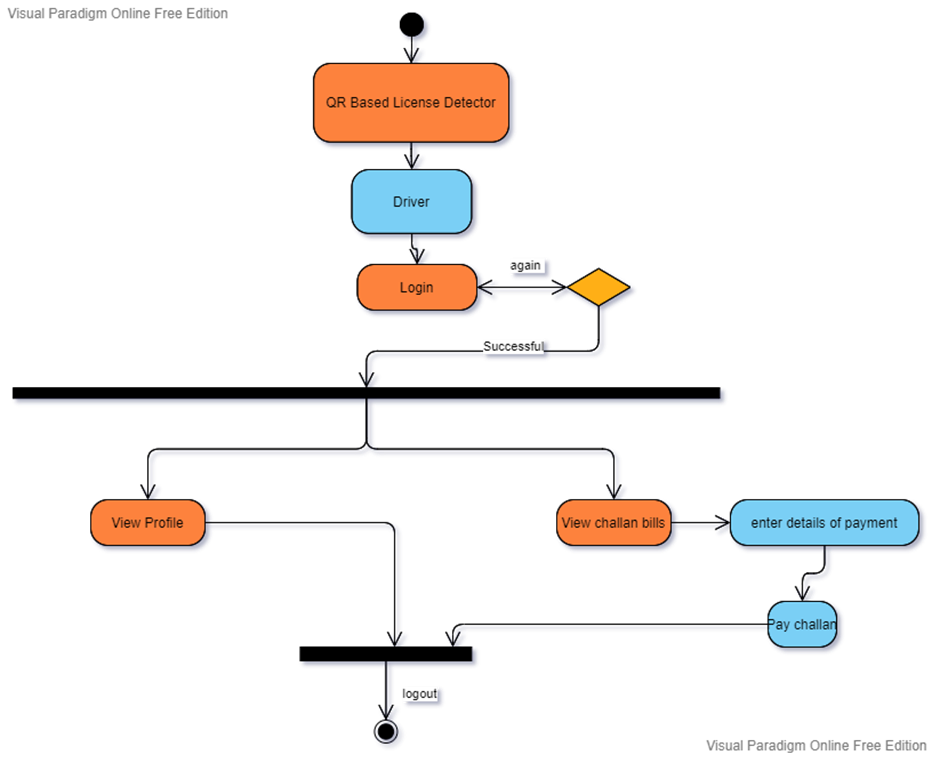 Visual Paradigm Online Free Edition
QR Based License Detector
Driver
again
Login
Successful
View Profile
View challan bills
enter details of payment
Pay challan
logout
Visual Paradigm Online Free Edition